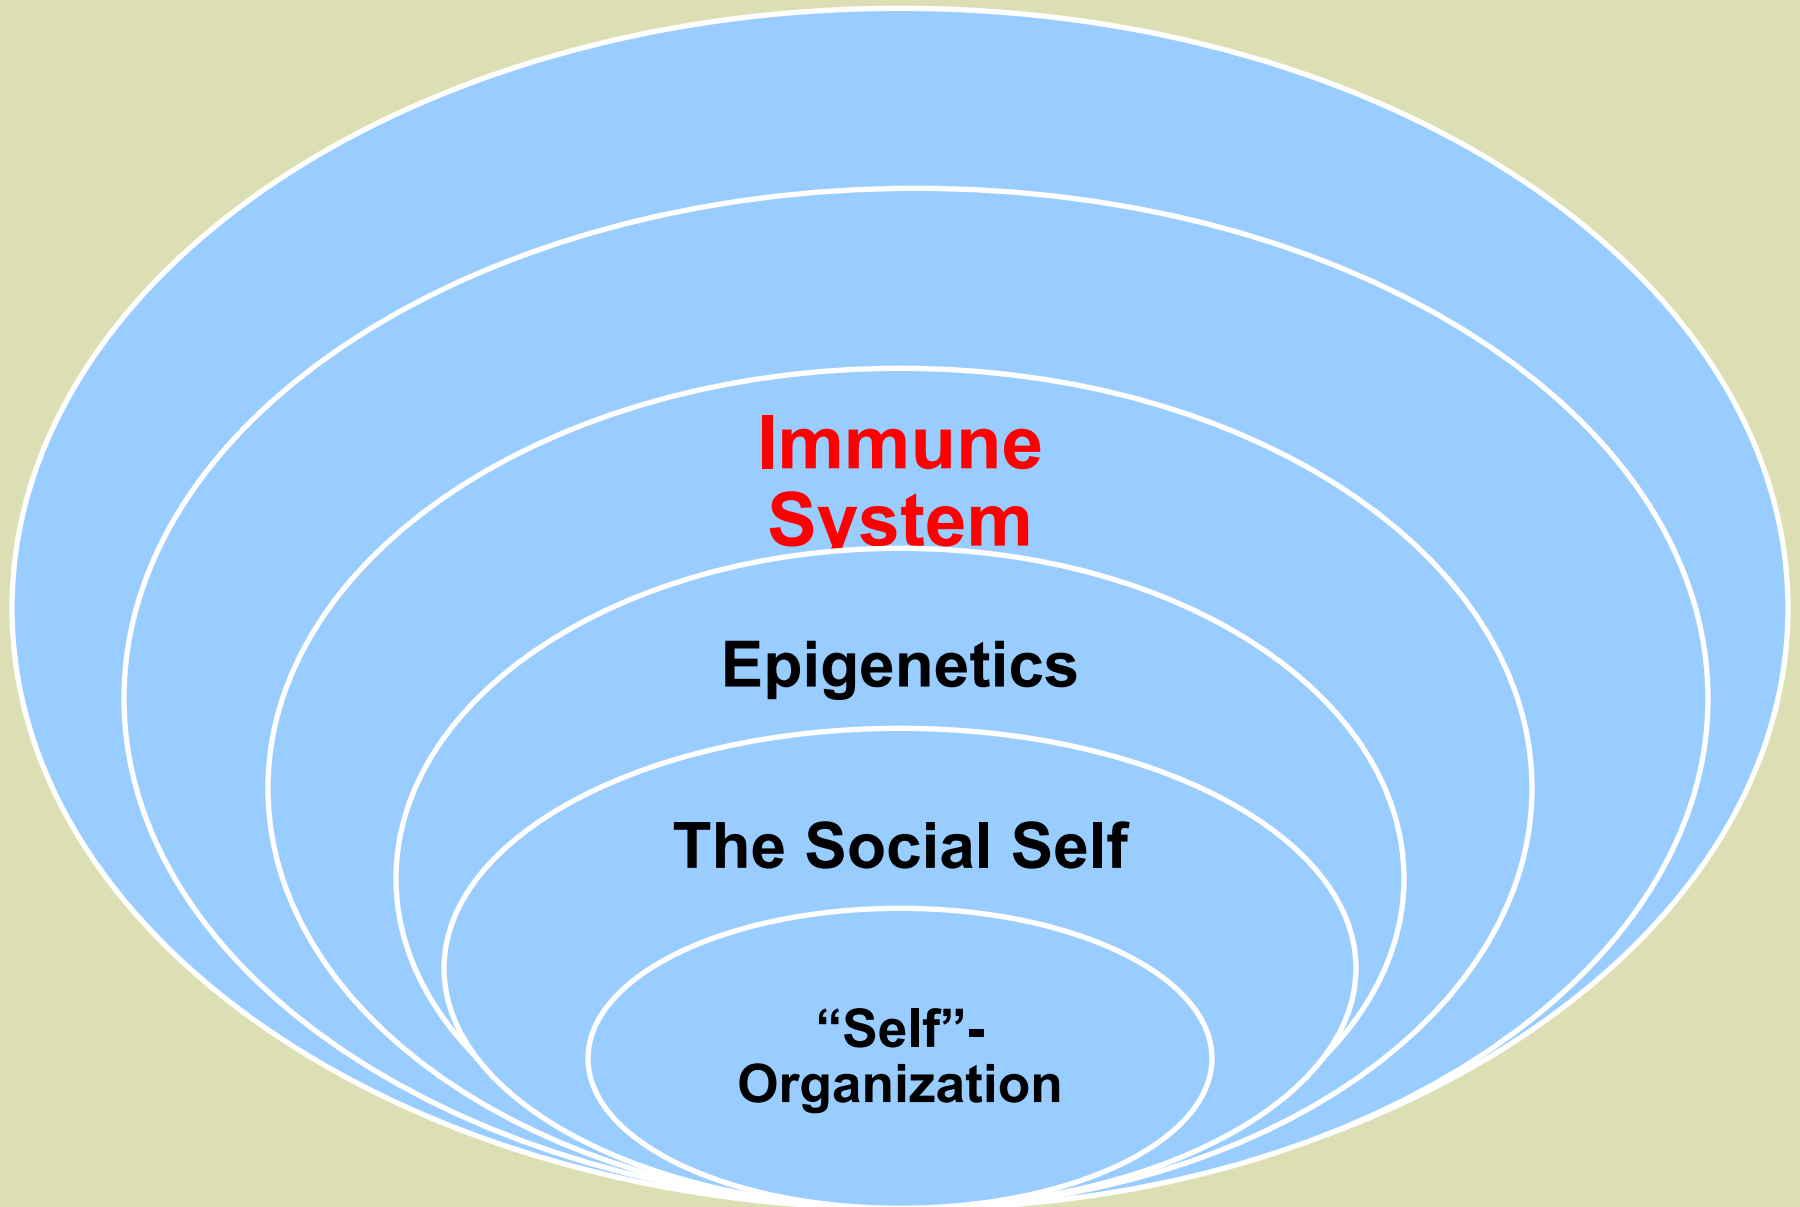 Immune
System
Epigenetics
The Social Self
“Self”-
Organization